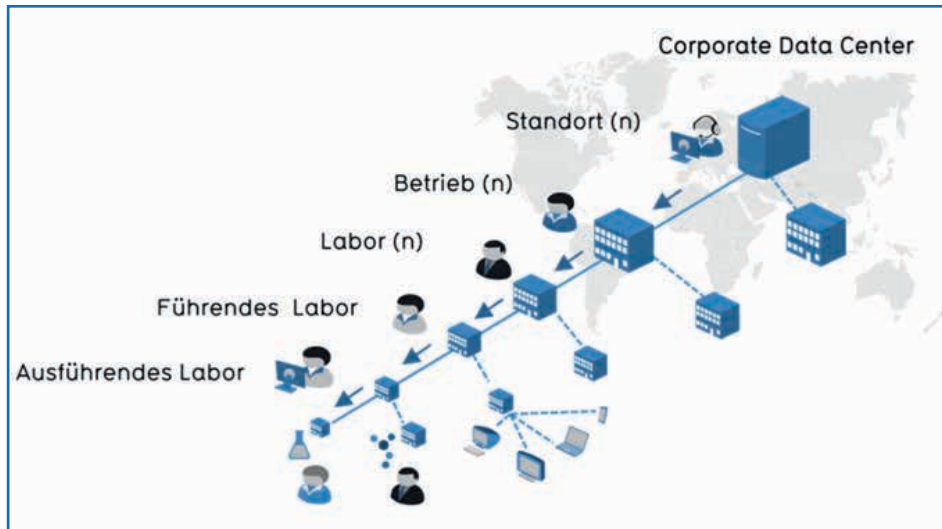 Corporate Data Center
Standort (n)
Betrieb (n)
Labor (n)
Führendes Labor
Ausführendes Labor